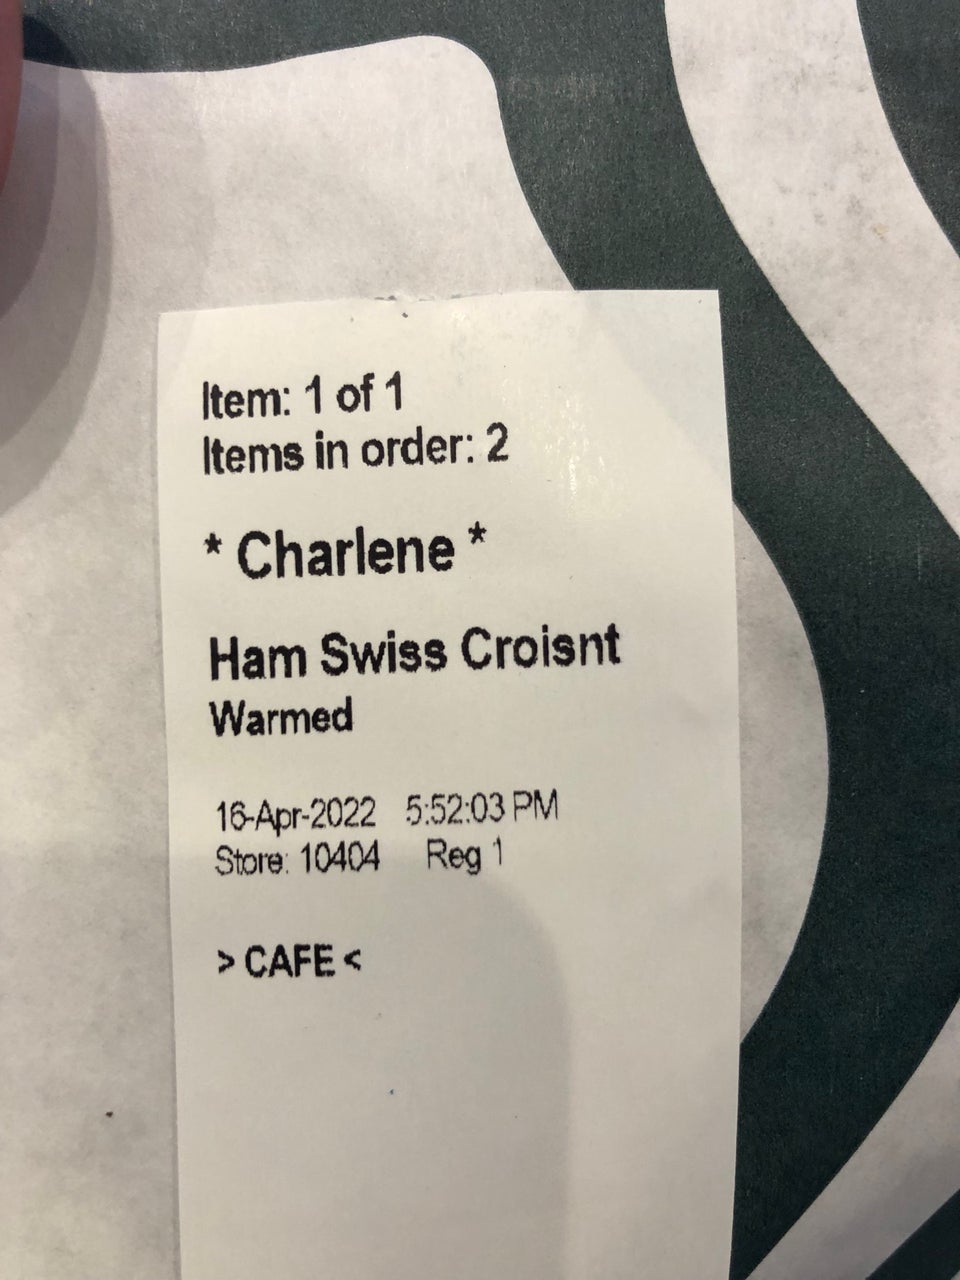 Item: 1 of 1
Items in order: 2
* Charlene *
Ham Swiss Croisnt
Warmed
16-Apr-2022 5:52:03 PM
Store: 10404 Reg 1
> CAFE <